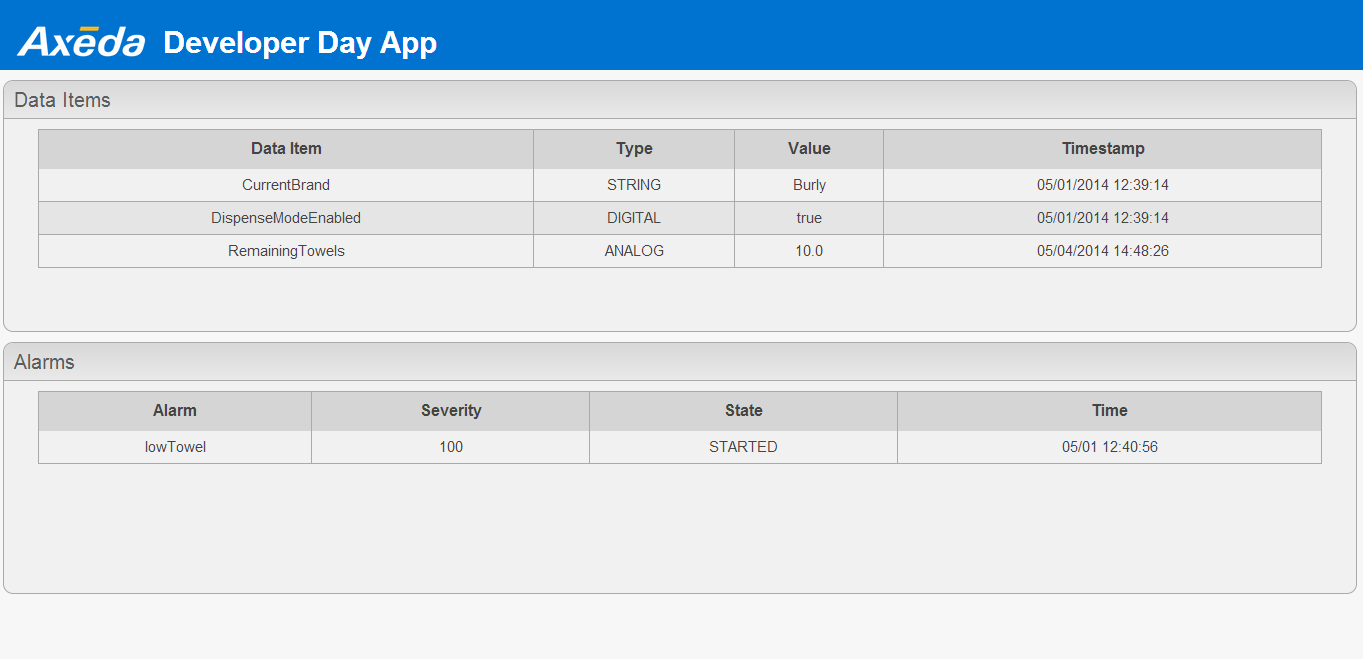 Axēda Developer Day App
Data Items
Data Item Type Value Timestamp
CurrentBrand STRING Burly 05/01/2014 12:39:14
DispenseModeEnabled DIGITAL true 05/01/2014 12:39:14
RemainingTowels ANALOG 10.0 05/04/2014 14:48:26
Alarms
Alarm Severity State Time
lowTowel 100 STARTED 05/01 12:40:56